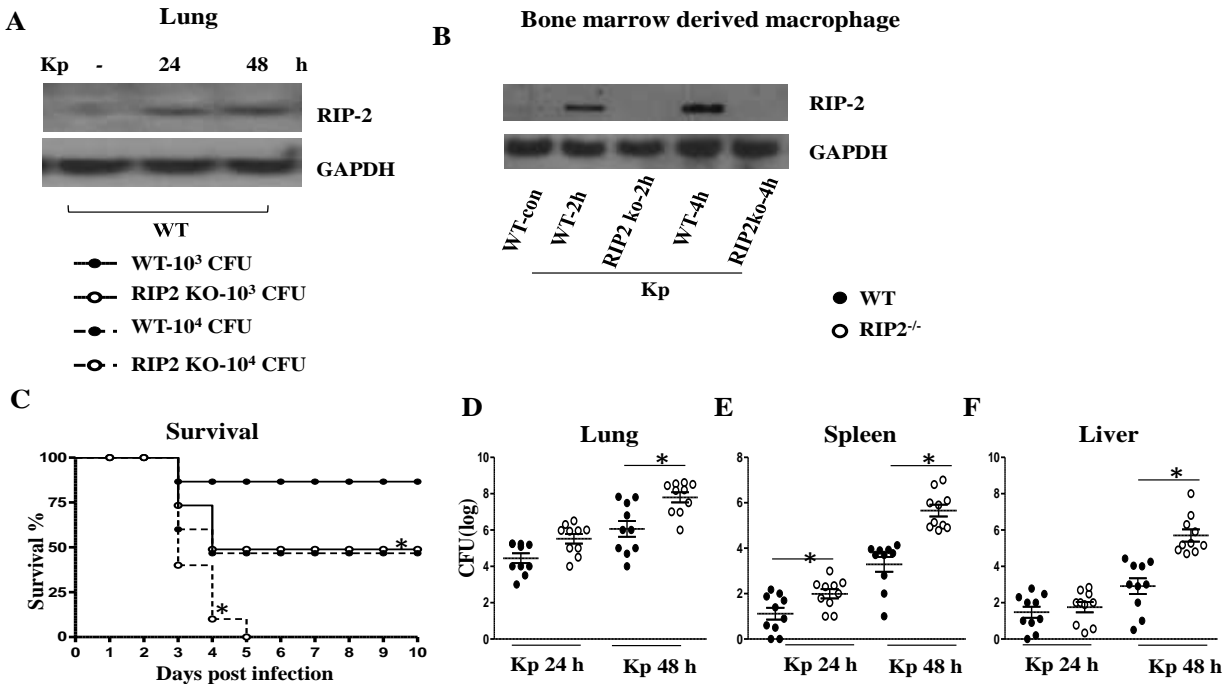 A
Lung
Kp - 24 48 h
RIP-2
GAPDH
WT
B
Bone marrow derived macrophage
RIP-2
GAPDH
WT-con
WT-2h
RIP2 ko-2h
WT-4h
RIP2ko-4h
Kp
WT-10³ CFU
RIP2 KO-10³ CFU
WT-10⁴ CFU
RIP2 KO-10⁴ CFU
WT
RIP2-/-
C
Survival
Survival %
100
75
50
25
0
0 1 2 3 4 5 6 7 8 9 10
Days post infection
*
*
D
Lung
CFU(log)
10
8
6
4
2
0
*
Kp 24 h Kp 48 h
E
Spleen
8
6
4
2
0
*
*
Kp 24 h Kp 48 h
F
Liver
10
8
6
4
2
0
*
Kp 24 h Kp 48 h